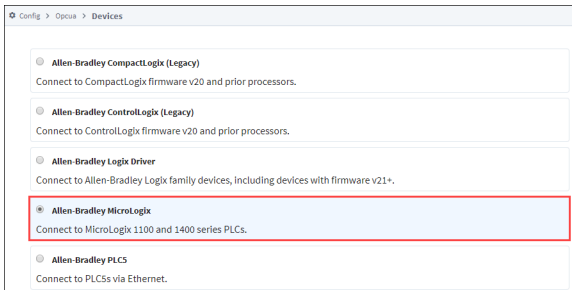 Config > Opcua > Devices
Allen-Bradley CompactLogix (Legacy)
Connect to CompactLogix firmware v20 and prior processors.
Allen-Bradley ControlLogix (Legacy)
Connect to ControlLogix firmware v20 and prior processors.
Allen-Bradley Logix Driver
Connect to Allen-Bradley Logix family devices, including devices with firmware v21+.
Allen-Bradley MicroLogix
Connect to MicroLogix 1100 and 1400 series PLCs.
Allen-Bradley PLC5
Connect to PLC5s via Ethernet.